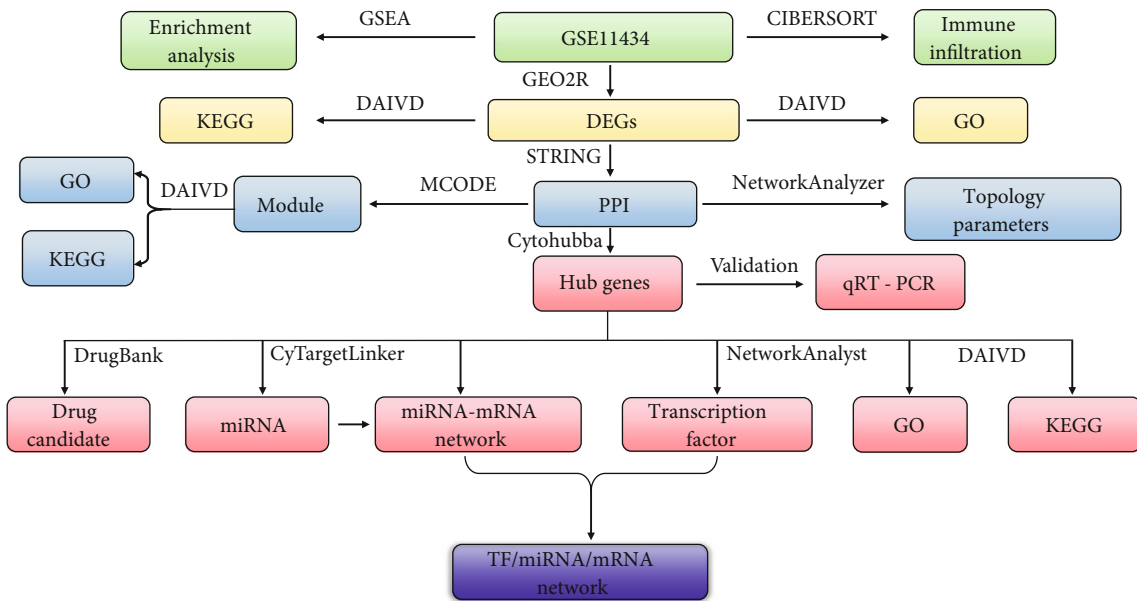 GSEA
CIBERSORT
Enrichment
analysis
GSE11434
Immune
infiltration
GEO2R
DAIVD
DAIVD
KEGG
DEGs
GO
STRING
GO
DAIVD
MCODE
NetworkAnalyzer
Module
PPI
Topology
parameters
KEGG
Cytohubba
Hub genes
Validation
qRT - PCR
DrugBank
CyTargetLinker
NetworkAnalyst
DAIVD
Drug
candidate
miRNA
miRNA-mRNA
network
Transcription
factor
GO
KEGG
TF/miRNA/mRNA
network